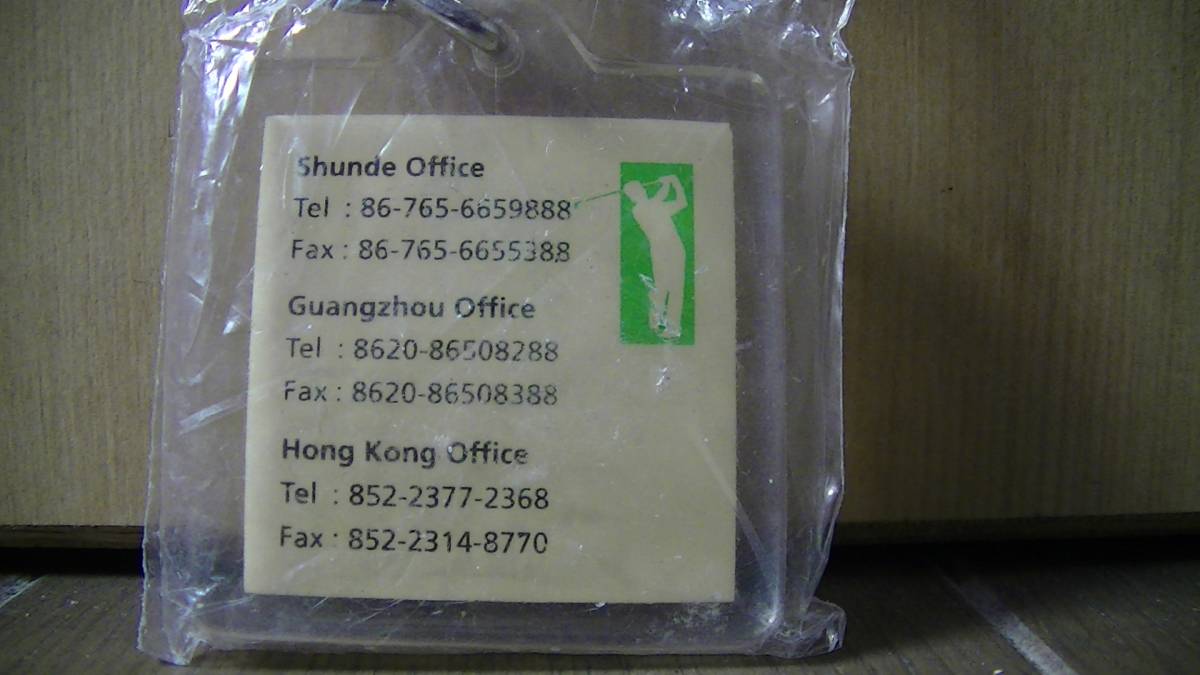 Shunde Office
Tel : 86-765-6659888
Fax : 86-765-6655388
Guangzhou Office
Tel : 8620-86508288
Fax : 8620-86508388
Hong Kong Office
Tel : 852-2377-2368
Fax : 852-2314-8770